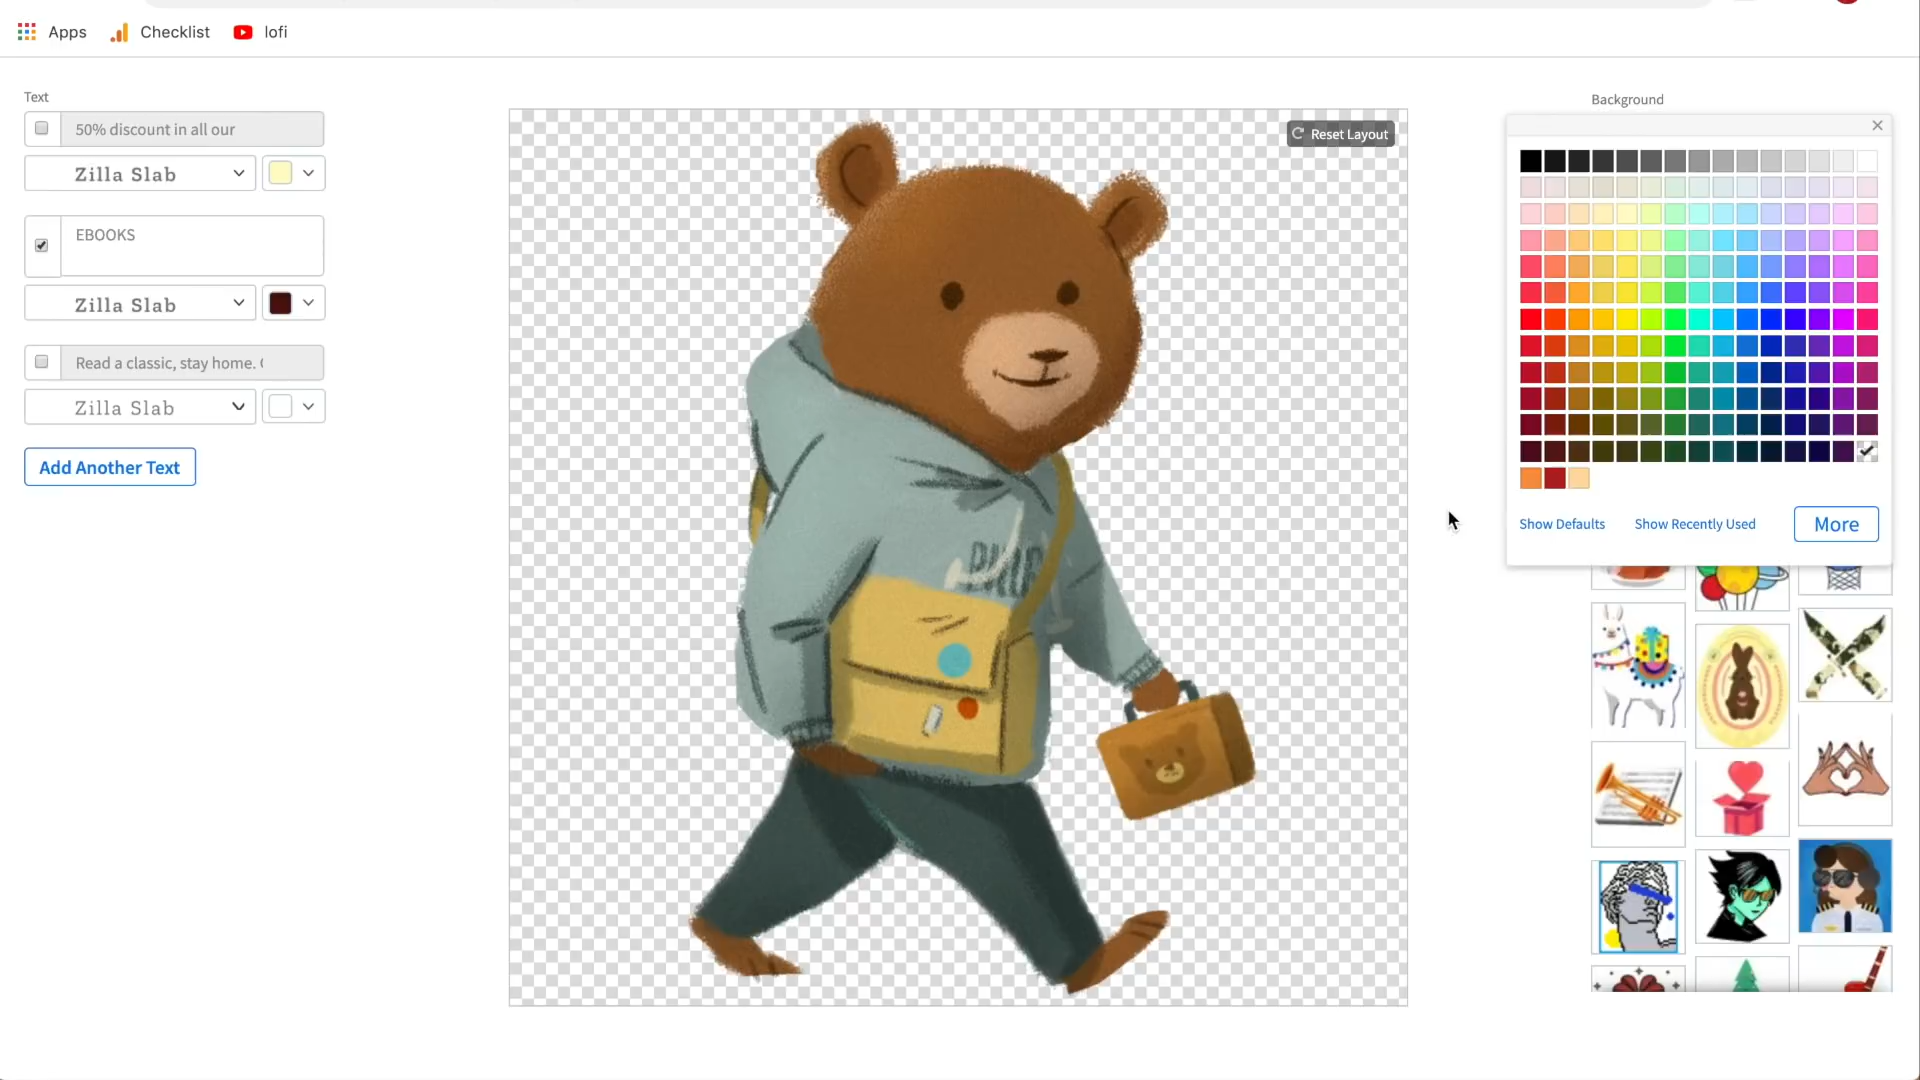 Apps
Checklist
lofi
Text
50% discount in all our
Zilla Slab
EBOOKS
Zilla Slab
Read a classic, stay home.
Zilla Slab
Add Another Text
Reset Layout
Background
Show Defaults
Show Recently Used
More